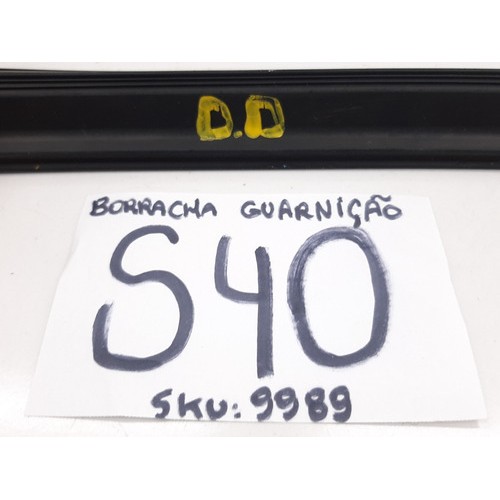 D.D
BORRACHA GUARNIÇÃO
S40
SKU: 9989